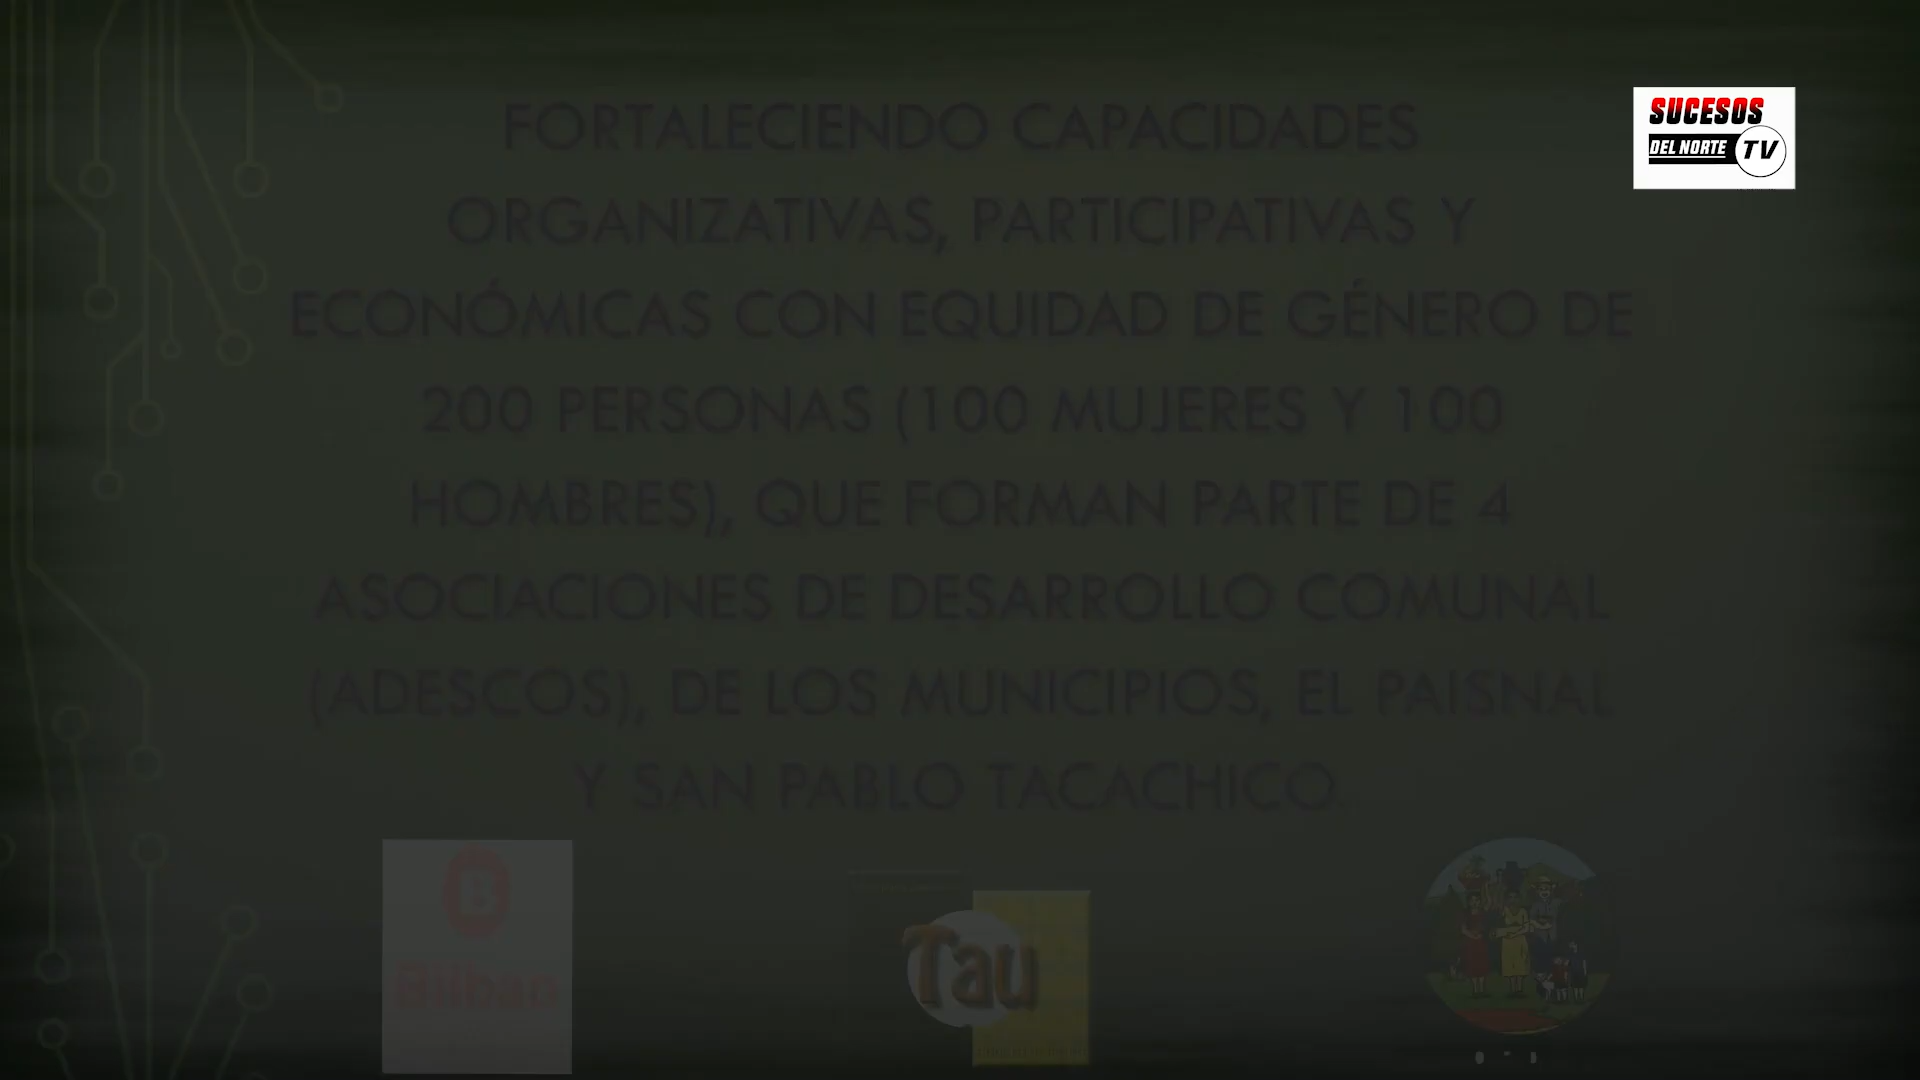 SUCESOS
DEL NORTE TV
FORTALECIENDO CAPACIDADES
ORGANIZATIVAS, PARTICIPATIVAS Y
ECONÓMICAS CON EQUIDAD DE GÉNERO DE
200 PERSONAS (100 MUJERES Y 100
HOMBRES), QUE FORMAN PARTE DE 4
ASOCIACIONES DE DESARROLLO COMUNAL
(ADESCOS), DE LOS MUNICIPIOS, EL PAISNAL
Y SAN PABLO TACACHICO.
Bilbao
Tau